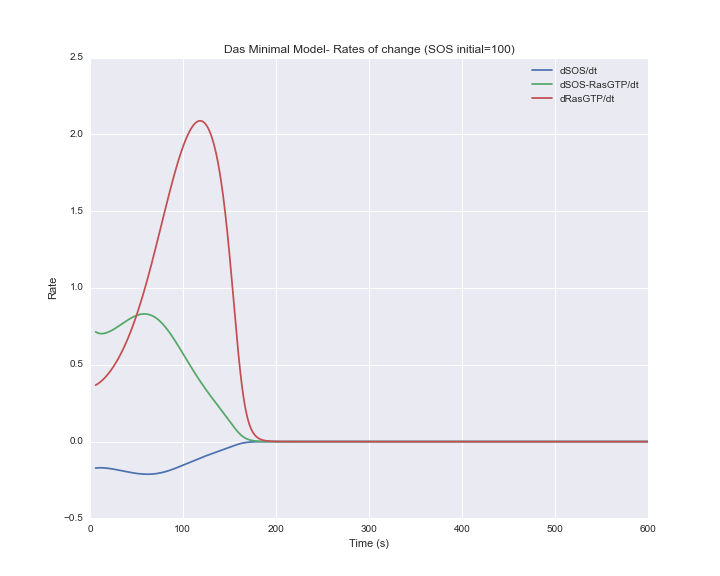 Das Minimal Model- Rates of change (SOS initial=100)
2.5
2.0
1.5
1.0
0.5
0.0
−0.5
Rate
dSOS/dt
dSOS-RasGTP/dt
dRasGTP/dt
0 100 200 300 400 500 600
Time (s)